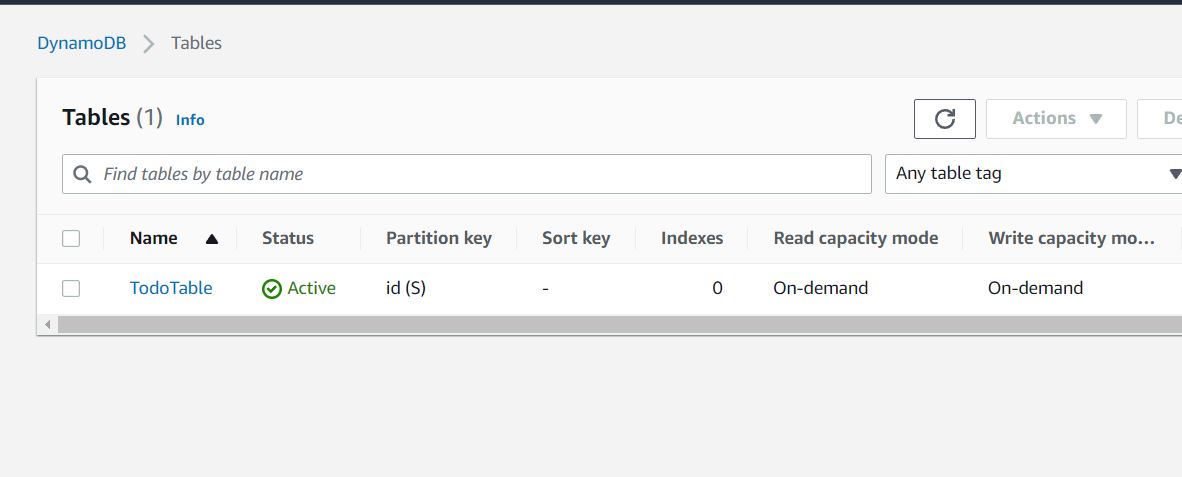 DynamoDB > Tables
Tables (1) Info
Actions De
Find tables by table name Any table tag
Name Status Partition key Sort key Indexes Read capacity mode Write capacity mo...
TodoTable Active id (S) - 0 On-demand On-demand